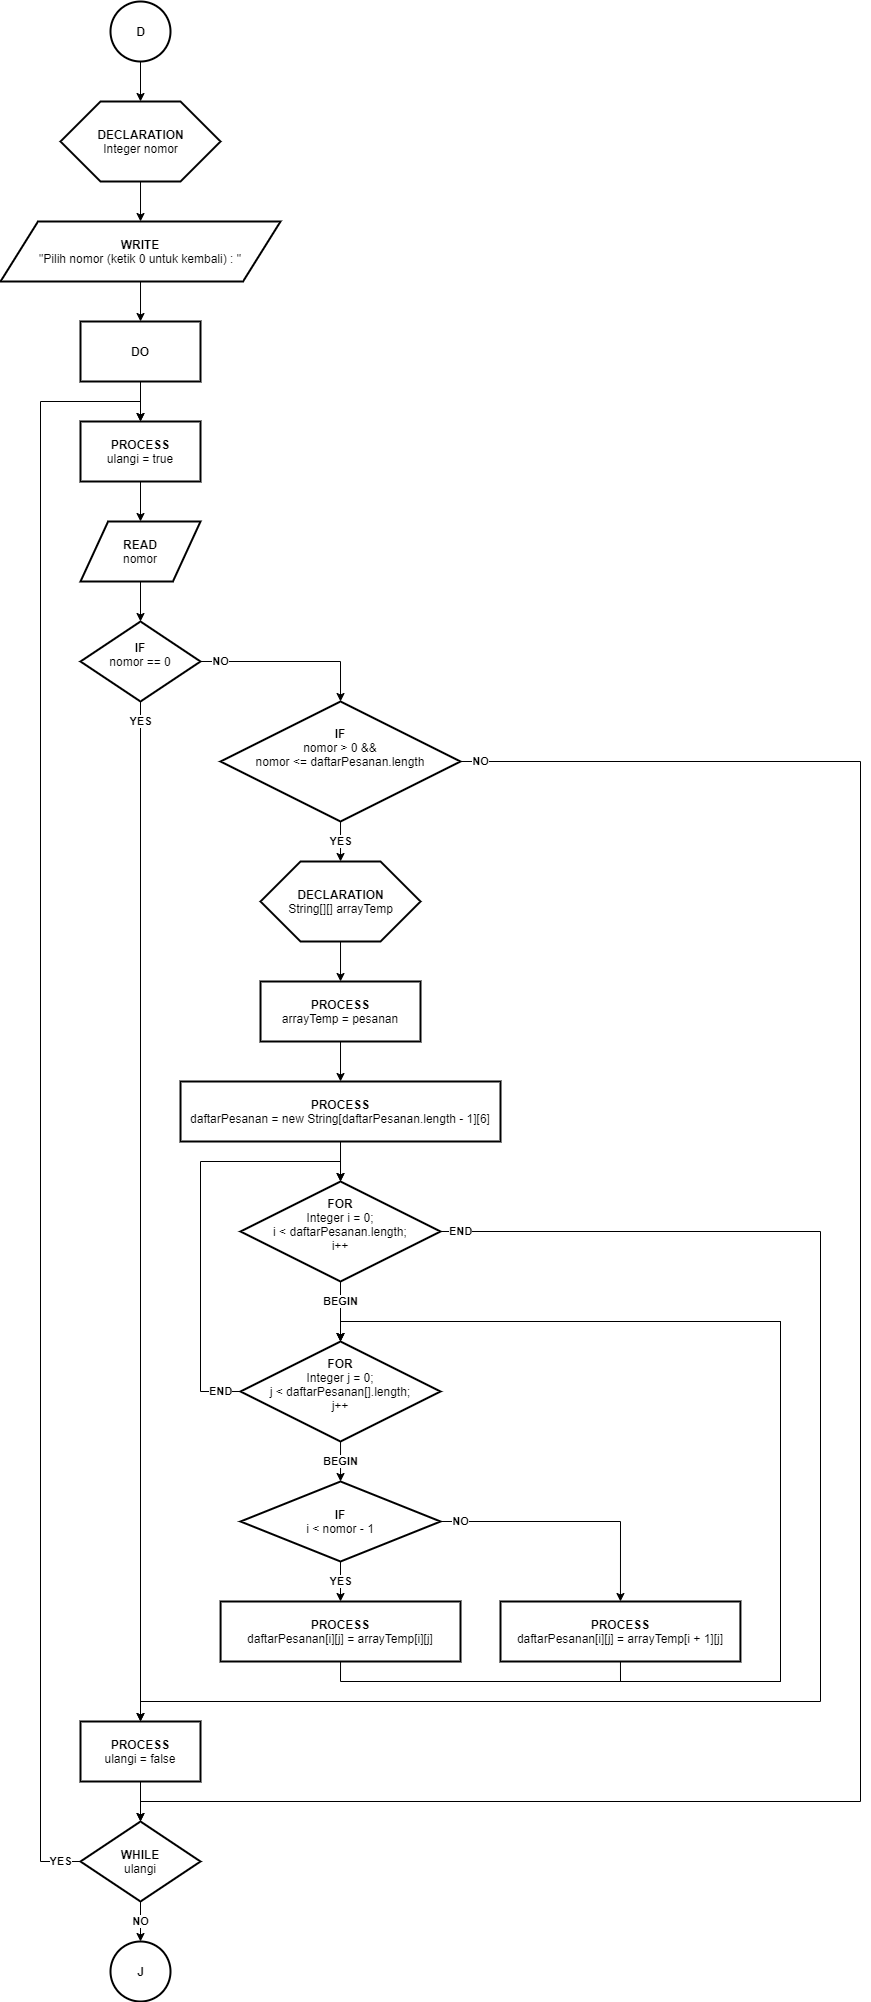 D
DECLARATION
Integer nomor
WRITE
"Pilih nomor (ketik 0 untuk kembali) : "
DO
PROCESS
ulangi = true
READ
nomor
IF
nomor == 0
NO
YES
IF
nomor > 0 &&
nomor <= daftarPesanan.length
NO
YES
DECLARATION
String[][] arrayTemp
PROCESS
arrayTemp = pesanan
PROCESS
daftarPesanan = new String[daftarPesanan.length - 1][6]
FOR
Integer i = 0;
i < daftarPesanan.length;
i++
END
BEGIN
FOR
Integer j = 0;
j < daftarPesanan[].length;
j++
END
BEGIN
IF
i < nomor - 1
NO
YES
PROCESS
daftarPesanan[i][j] = arrayTemp[i][j]
PROCESS
daftarPesanan[i][j] = arrayTemp[i + 1][j]
PROCESS
ulangi = false
WHILE
ulangi
YES
NO
J